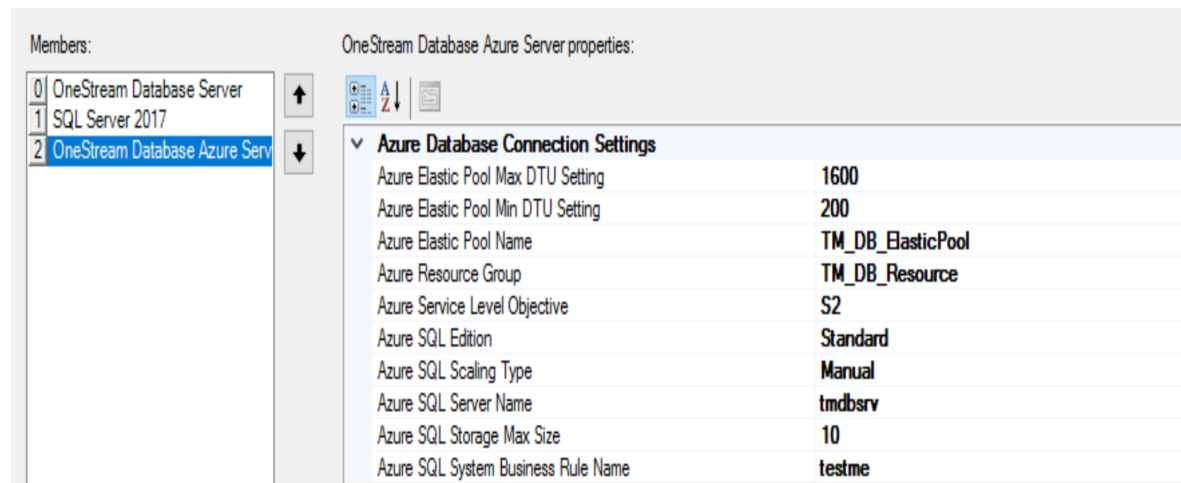 Members:
OneStream Database Azure Server properties:
0 OneStream Database Server
1 SQL Server 2017
2 OneStream Database Azure Serv
Azure Database Connection Settings
Azure Elastic Pool Max DTU Setting 1600
Azure Elastic Pool Min DTU Setting 200
Azure Elastic Pool Name TM_DB_ElasticPool
Azure Resource Group TM_DB_Resource
Azure Service Level Objective S2
Azure SQL Edition Standard
Azure SQL Scaling Type Manual
Azure SQL Server Name tmdbsrv
Azure SQL Storage Max Size 10
Azure SQL System Business Rule Name testme